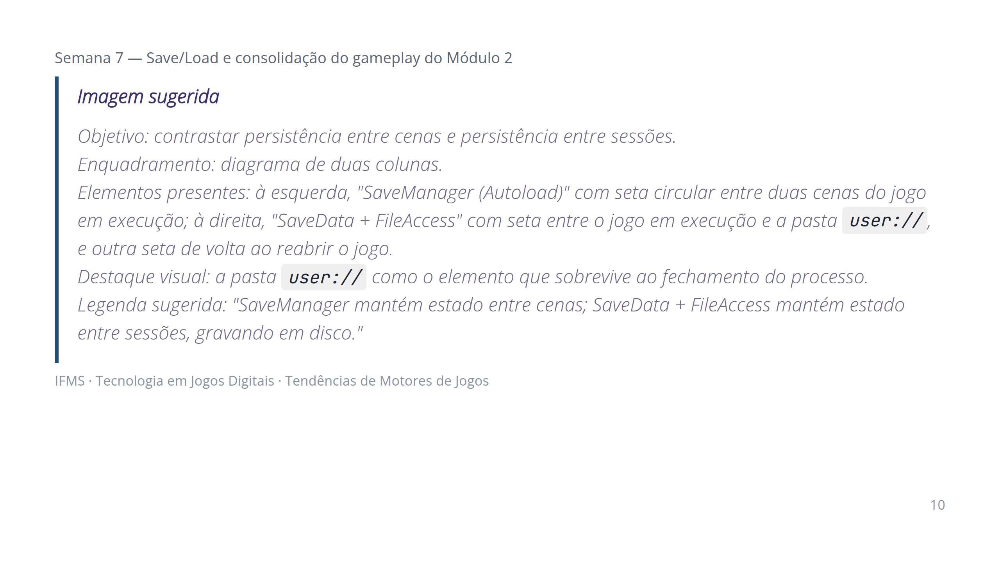 Semana 7 — Save/Load e consolidação do gameplay do Módulo 2
Imagem sugerida
Objetivo: contrastar persistência entre cenas e persistência entre sessões.
Enquadramento: diagrama de duas colunas.
Elementos presentes: à esquerda, "SaveManager (Autoload)" com seta circular entre duas cenas do jogo
em execução; à direita, "SaveData + FileAccess" com seta entre o jogo em execução e a pasta user://,
e outra seta de volta ao reabrir o jogo.
Destaque visual: a pasta user:// como o elemento que sobrevive ao fechamento do processo.
Legenda sugerida: "SaveManager mantém estado entre cenas; SaveData + FileAccess mantém estado
entre sessões, gravando em disco."
IFMS · Tecnologia em Jogos Digitais · Tendências de Motores de Jogos
10